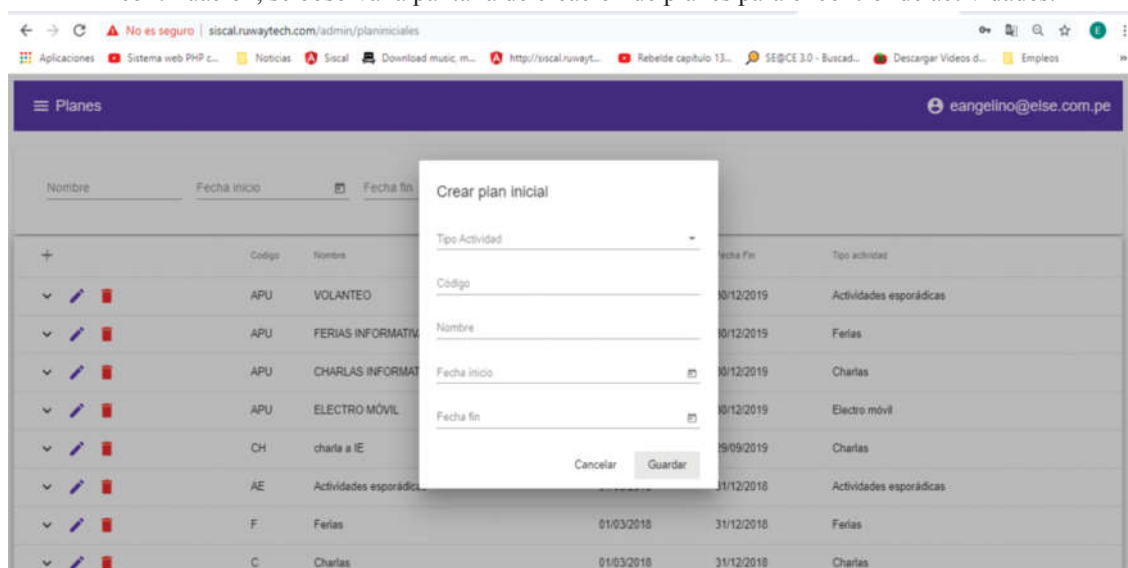 No es seguro | siscal.ruwaytech.com/admin/planiniciales
Aplicaciones Sistema web PHP c... Noticias Siscal Download music, m... http://siscal.ruwayt... Rebelde capitulo 13... SE@CE 3.0 - Buscad... Descargar Videos d... Empleos »
Planes eangelino@else.com.pe
Nombre Fecha inicio Fecha fin
Crear plan inicial
Tipo Actividad
Código
Nombre
Fecha inicio
Fecha fin
Cancelar Guardar
+ Codigo Nombre Fecha Fin Tipo actividad
APU VOLANTEO 30/12/2019 Actividades esporádicas
APU FERIAS INFORMATIV 30/12/2019 Ferias
APU CHARLAS INFORMAT 30/12/2019 Charlas
APU ELECTRO MÓVIL 30/12/2019 Electro móvil
CH charla a IE 29/09/2019 Charlas
AE Actividades esporádicas 31/12/2018 Actividades esporádicas
F Ferias 01/03/2018 31/12/2018 Ferias
C Charlas 01/03/2018 31/12/2018 Charlas